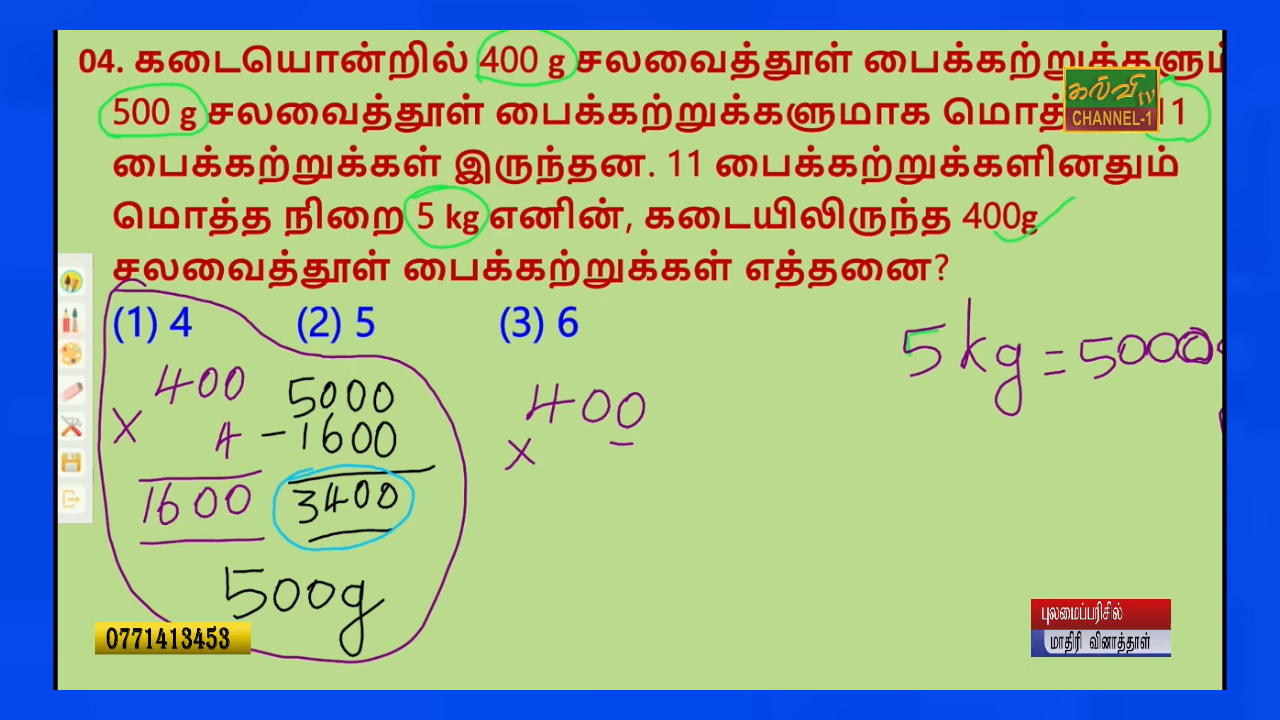 04. கடையொன்றில் 400 g சலவைத்தூள் பைக்கற்றுக்களும்
500 g சலவைத்தூள் பைக்கற்றுக்களுமாக 11
பைக்கற்றுக்கள் இருந்தன. 11 பைக்கற்றுக்களினதும்
மொத்த நிறை 5 kg எனின், கடையிலிருந்த 400g
சலவைத்தூள் பைக்கற்றுக்கள் எத்தனை?
(1) 4 (2) 5 (3) 6
கல்வி tv
CHANNEL-1
5 kg = 5000
400
× 4
1600
5000
- 1600
3400
500g
400
×
0771413453
புலமைப்பரிசில்
மாதிரி வினாத்தாள்